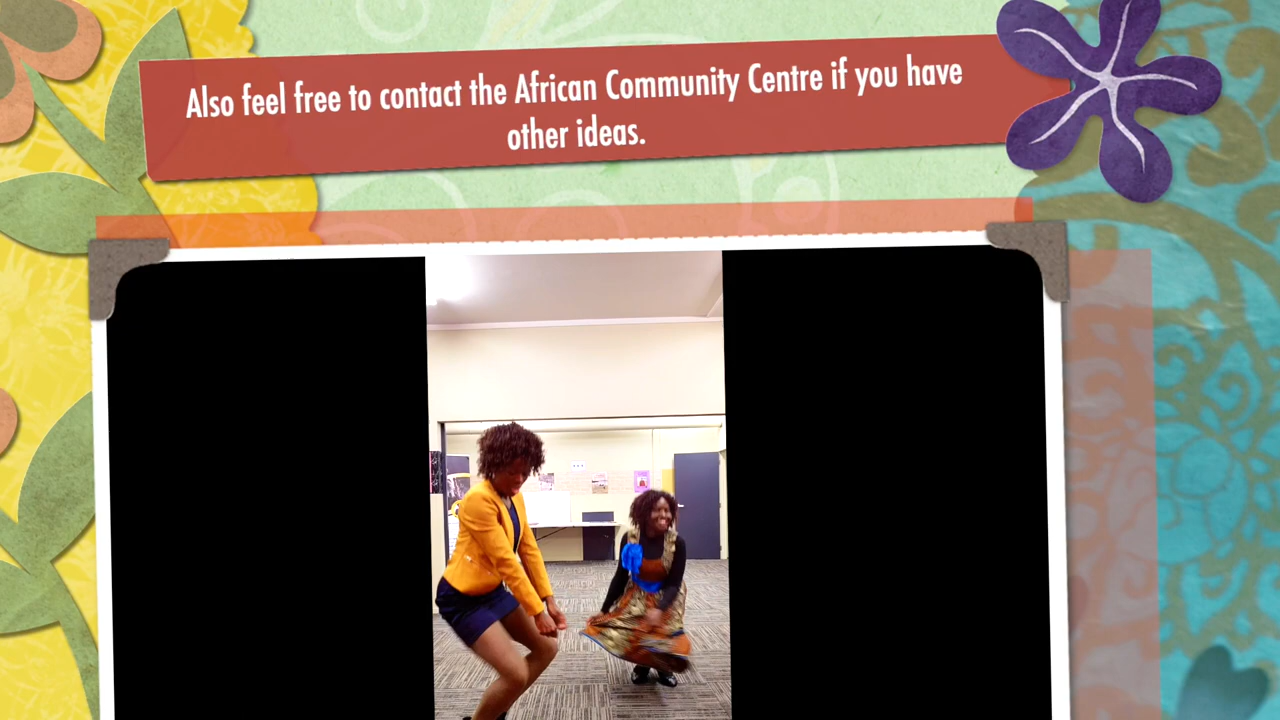 Also feel free to contact the African Community Centre if you have
other ideas.